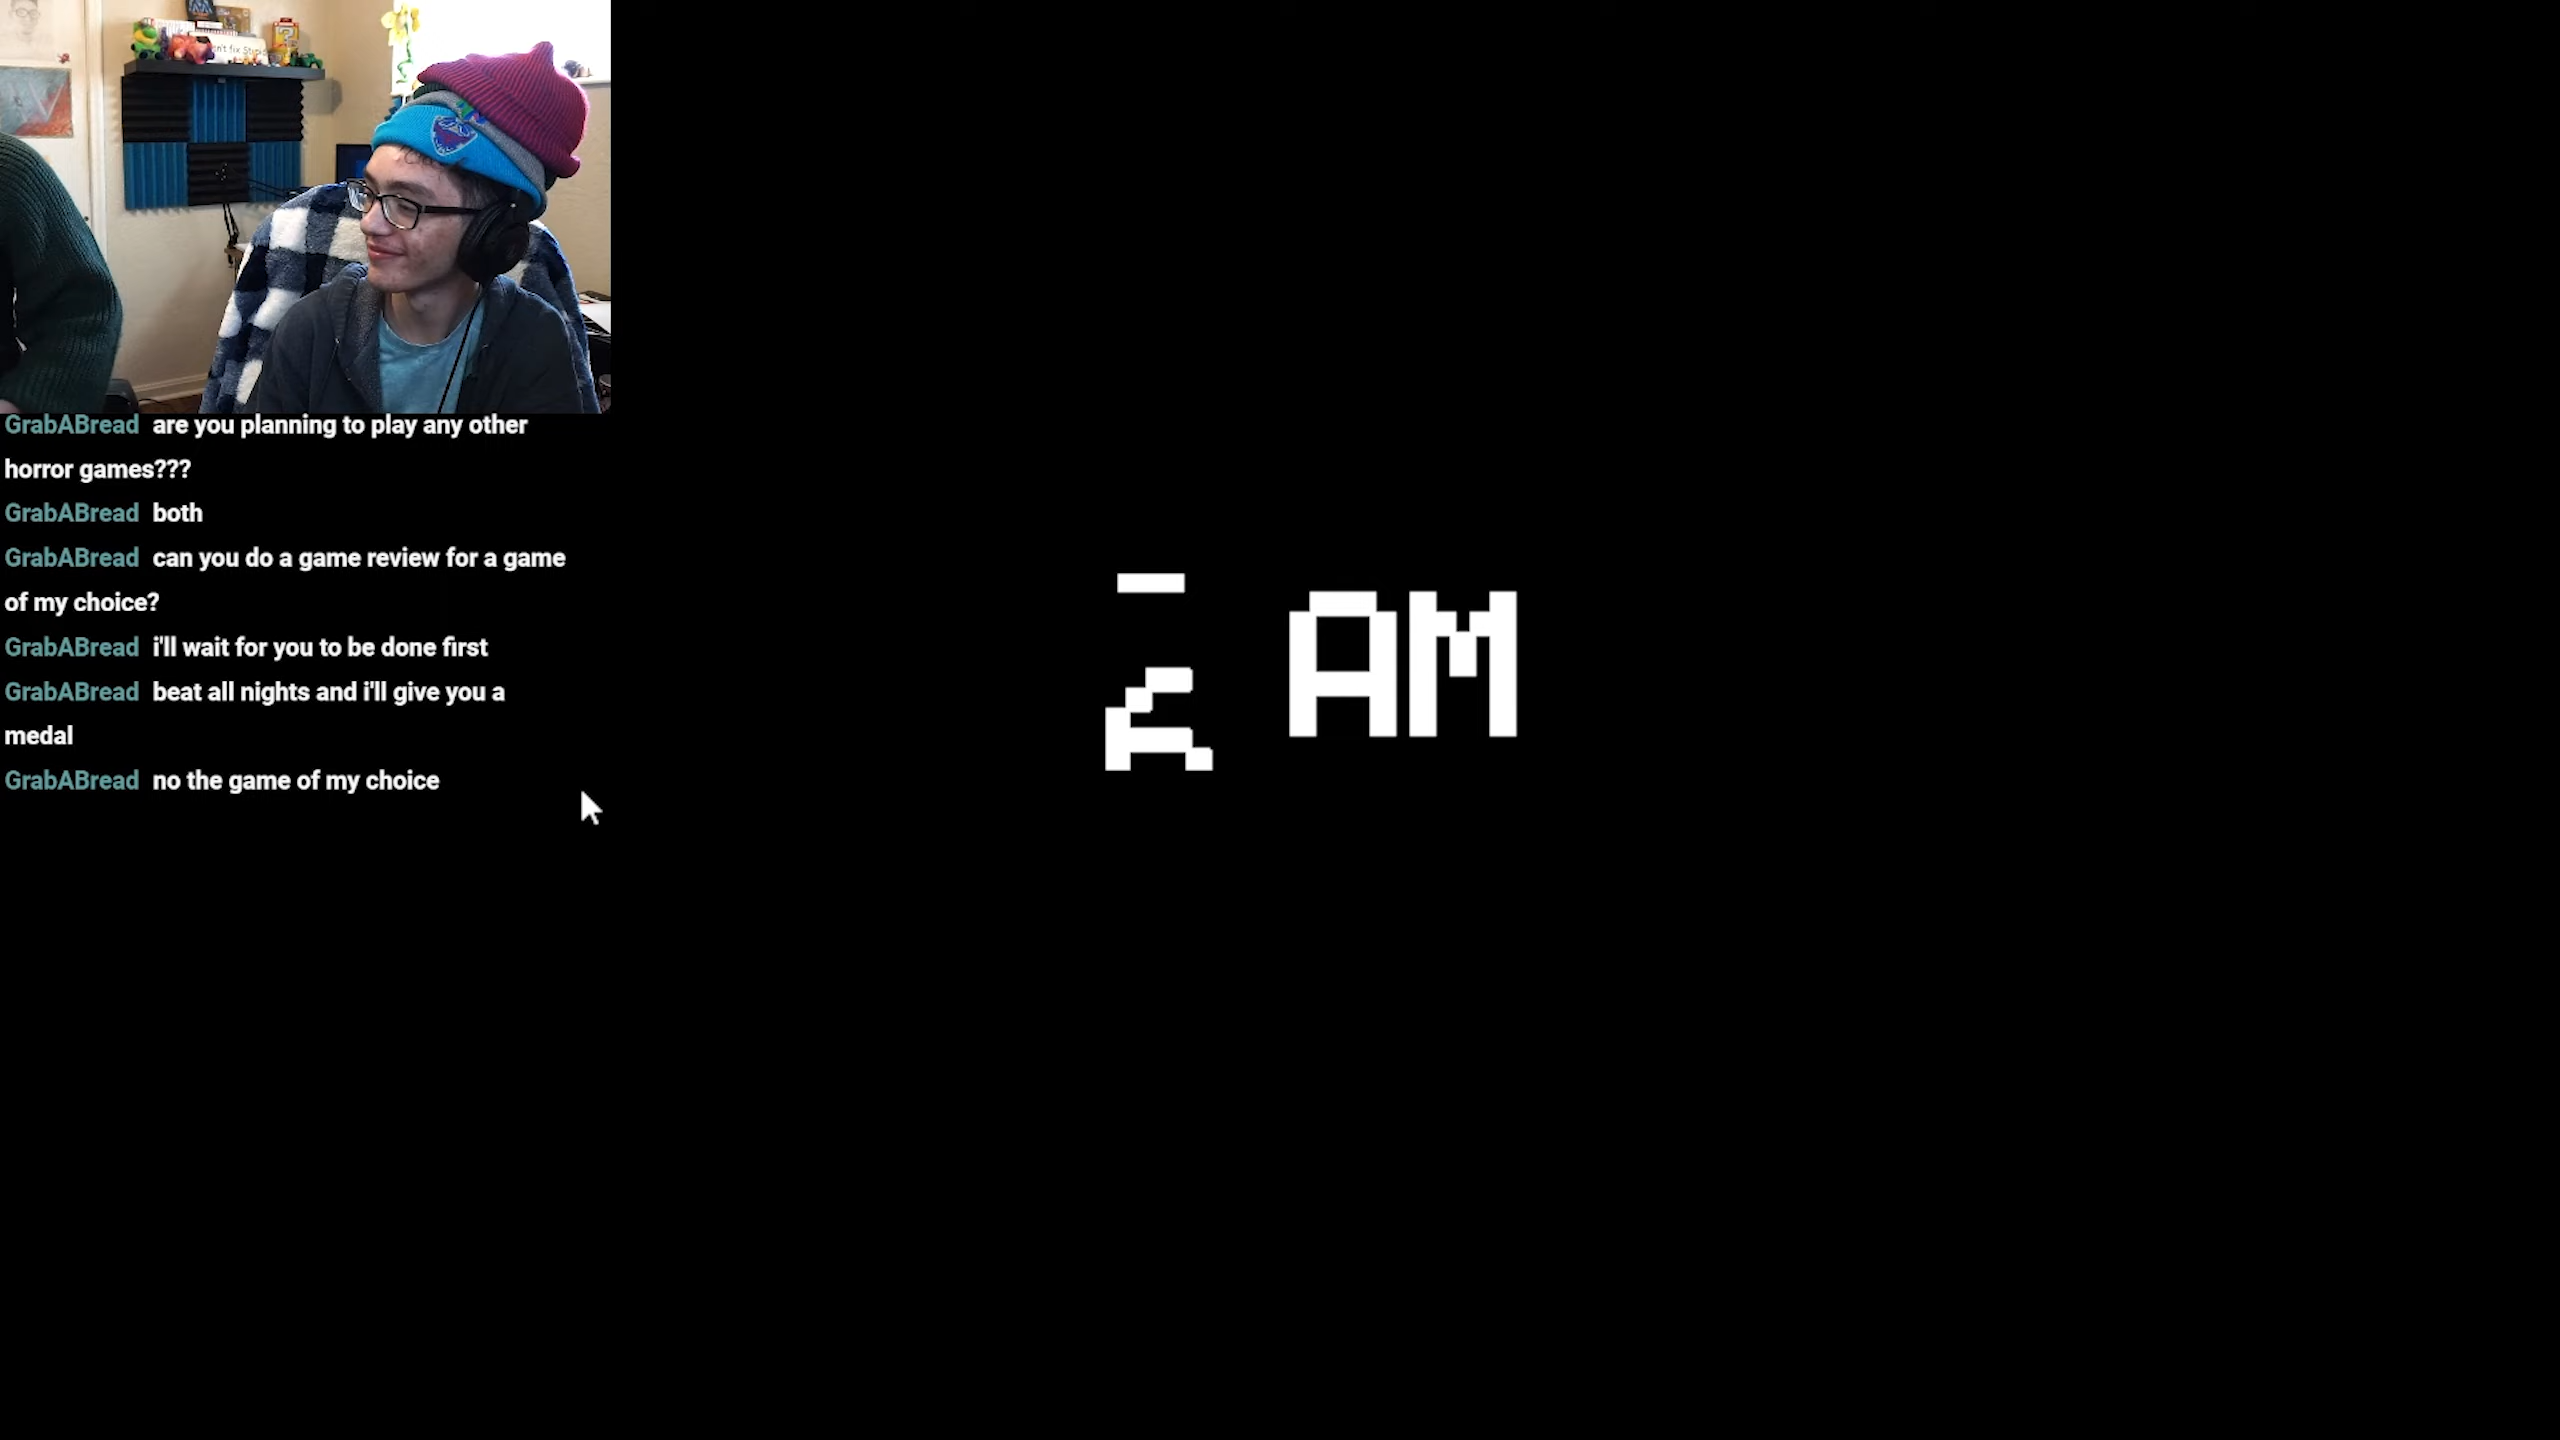 n't fix Stupid
GrabABread are you planning to play any other
horror games???
GrabABread both
GrabABread can you do a game review for a game
of my choice?
GrabABread i'll wait for you to be done first
GrabABread beat all nights and i'll give you a
medal
GrabABread no the game of my choice
AM